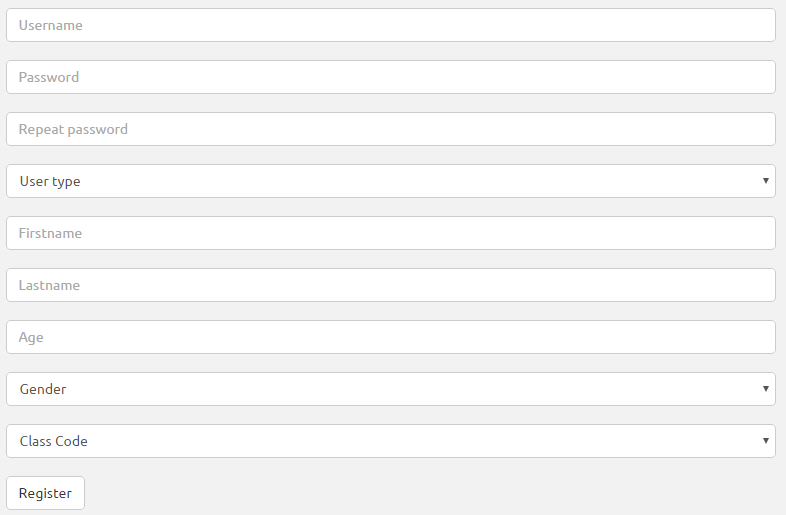 Username
Password
Repeat password
User type
Firstname
Lastname
Age
Gender
Class Code
Register